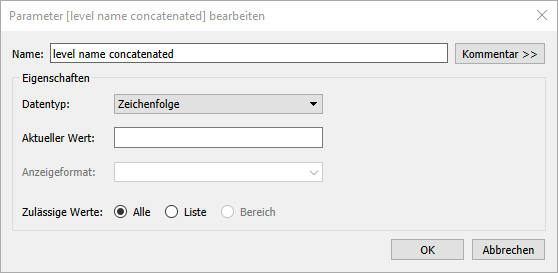 Parameter [level name concatenated] bearbeiten
Name: level name concatenated Kommentar >>
Eigenschaften
Datentyp: Zeichenfolge
Aktueller Wert:
Anzeigeformat:
Zulässige Werte: Alle Liste Bereich
OK Abbrechen